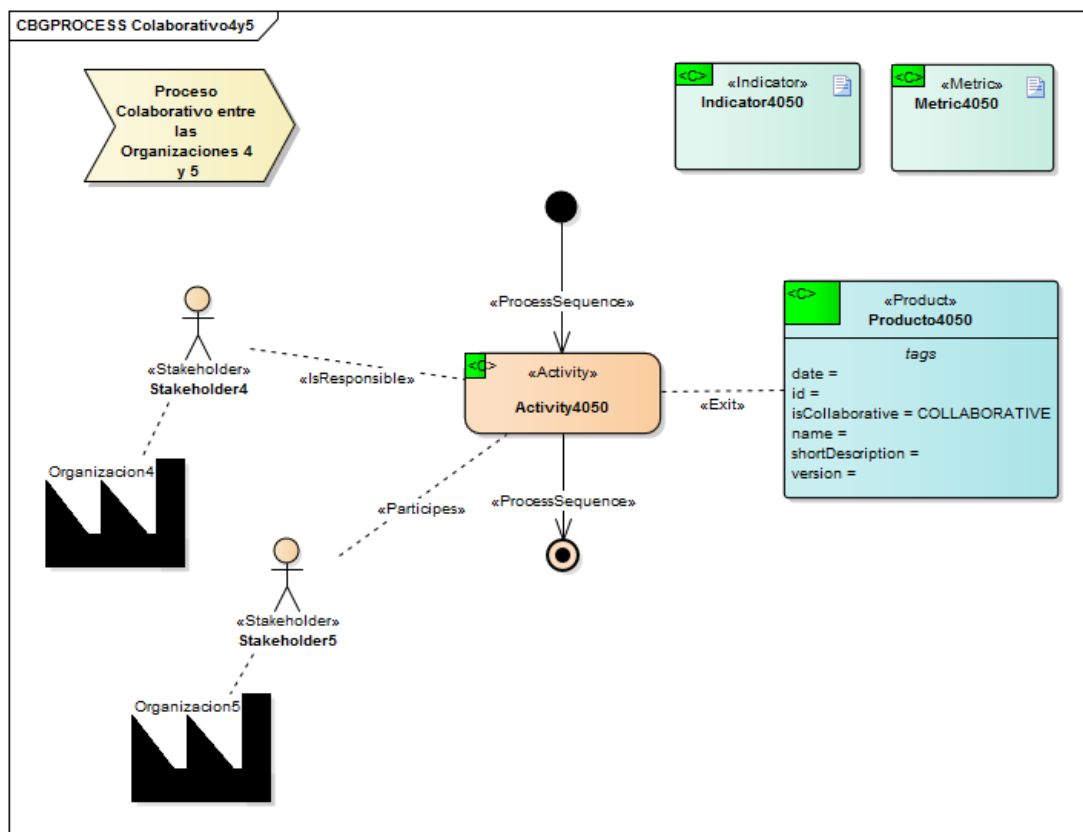 CBGPROCESS Colaborativo4y5
Proceso
Colaborativo entre
las
Organizaciones 4
y 5
<C>
«Indicator»
Indicator4050
<C>
«Metric»
Metric4050
«ProcessSequence»
«Stakeholder»
Stakeholder4
«IsResponsible»
<C>
«Activity»
Activity4050
«Exit»
<C>
«Product»
Producto4050
tags
date =
id =
isCollaborative = COLLABORATIVE
name =
shortDescription =
version =
Organizacion4
«Participes»
«ProcessSequence»
«Stakeholder»
Stakeholder5
Organizacion5